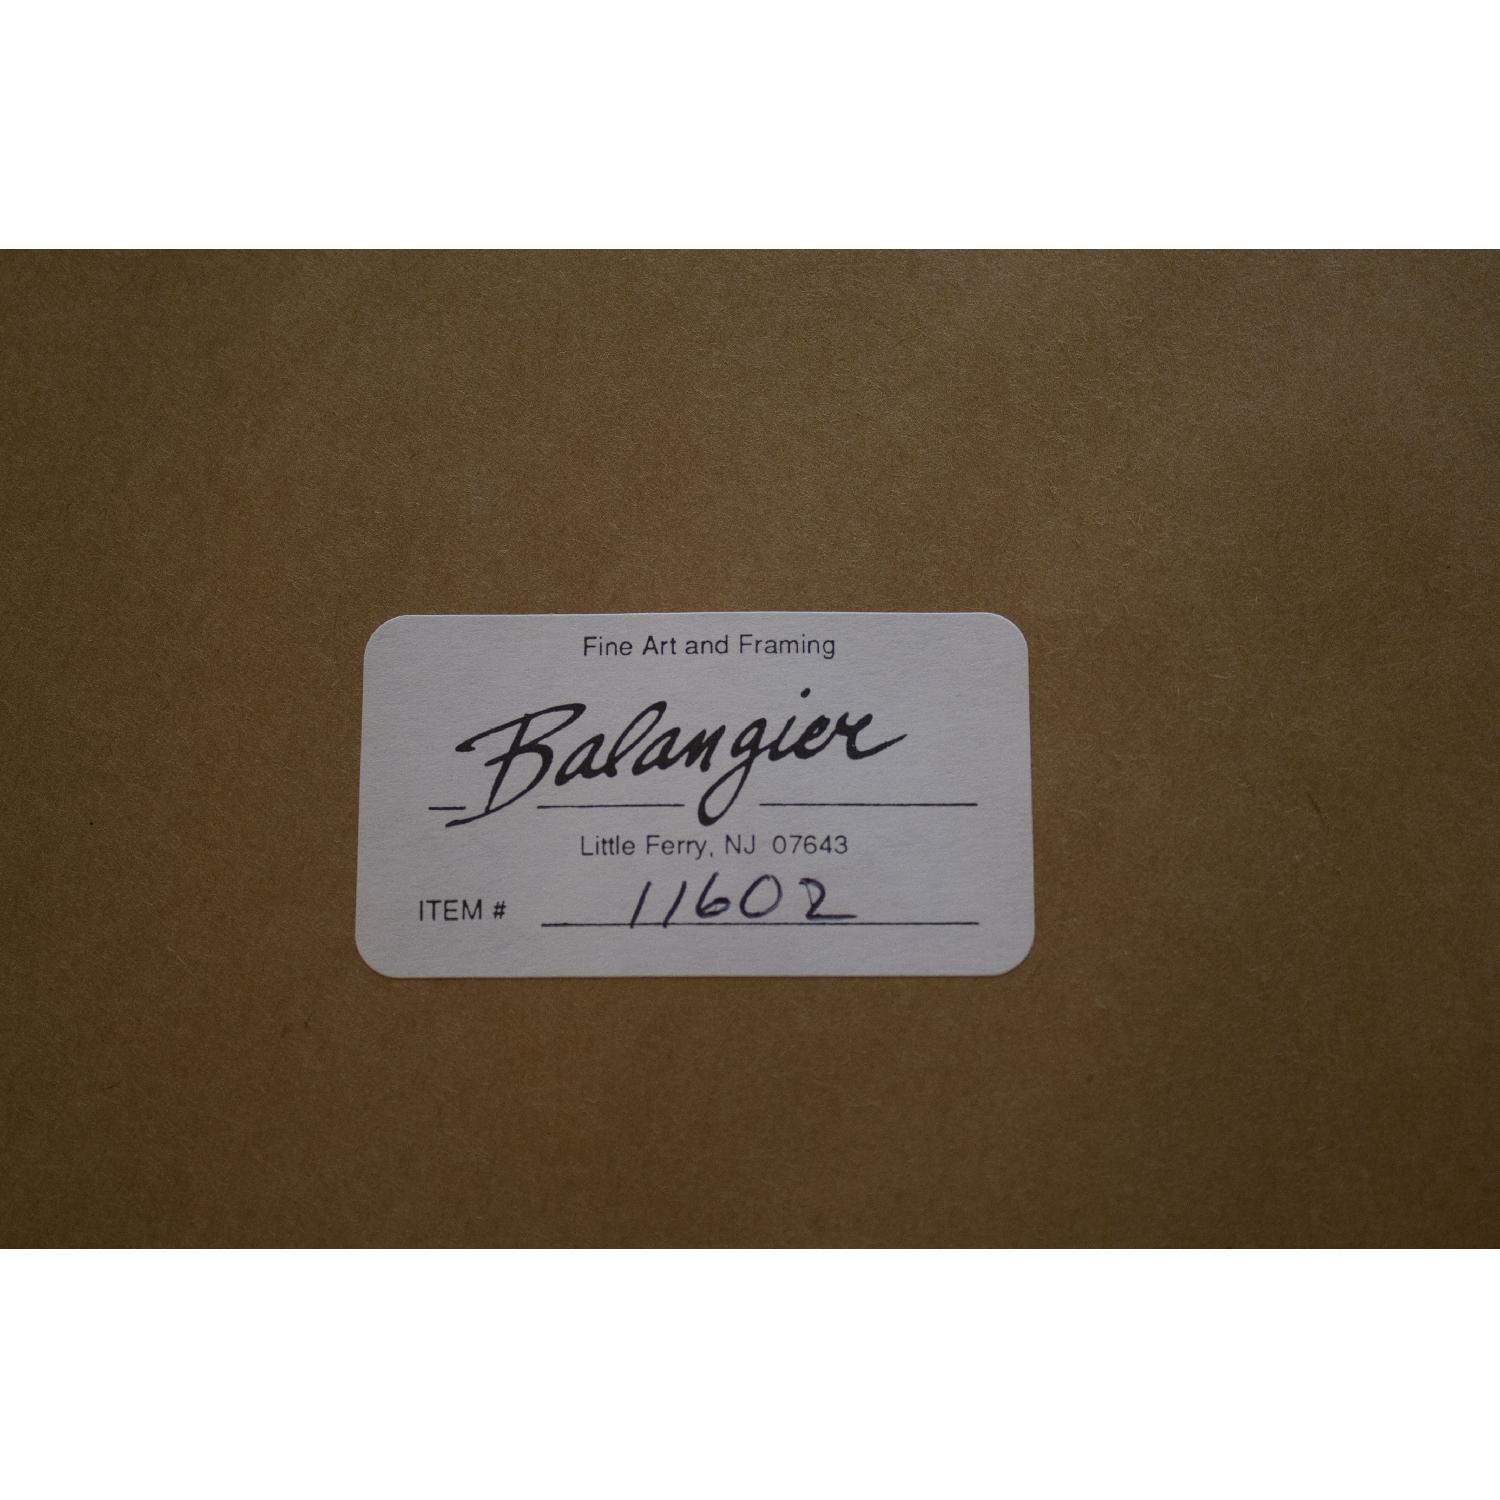 Fine Art and Framing
Balangier
Little Ferry, NJ 07643
ITEM # 11602